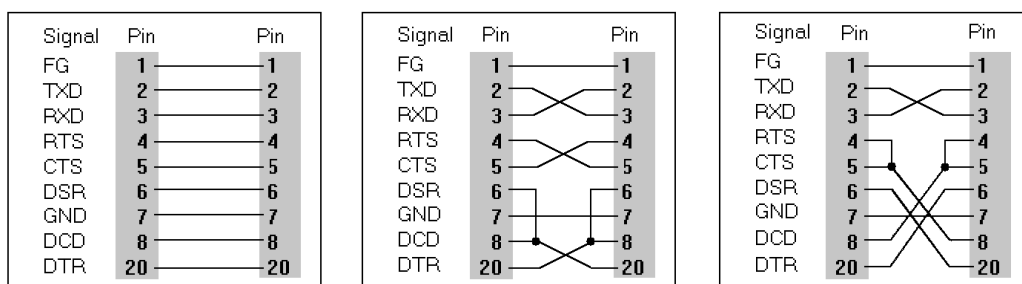 Signal Pin Pin
FG 1 1
TXD 2 2
RXD 3 3
RTS 4 4
CTS 5 5
DSR 6 6
GND 7 7
DCD 8 8
DTR 20 20
Signal Pin Pin
FG 1 1
TXD 2 2
RXD 3 3
RTS 4 4
CTS 5 5
DSR 6 6
GND 7 7
DCD 8 8
DTR 20 20
Signal Pin Pin
FG 1 1
TXD 2 2
RXD 3 3
RTS 4 4
CTS 5 5
DSR 6 6
GND 7 7
DCD 8 8
DTR 20 20